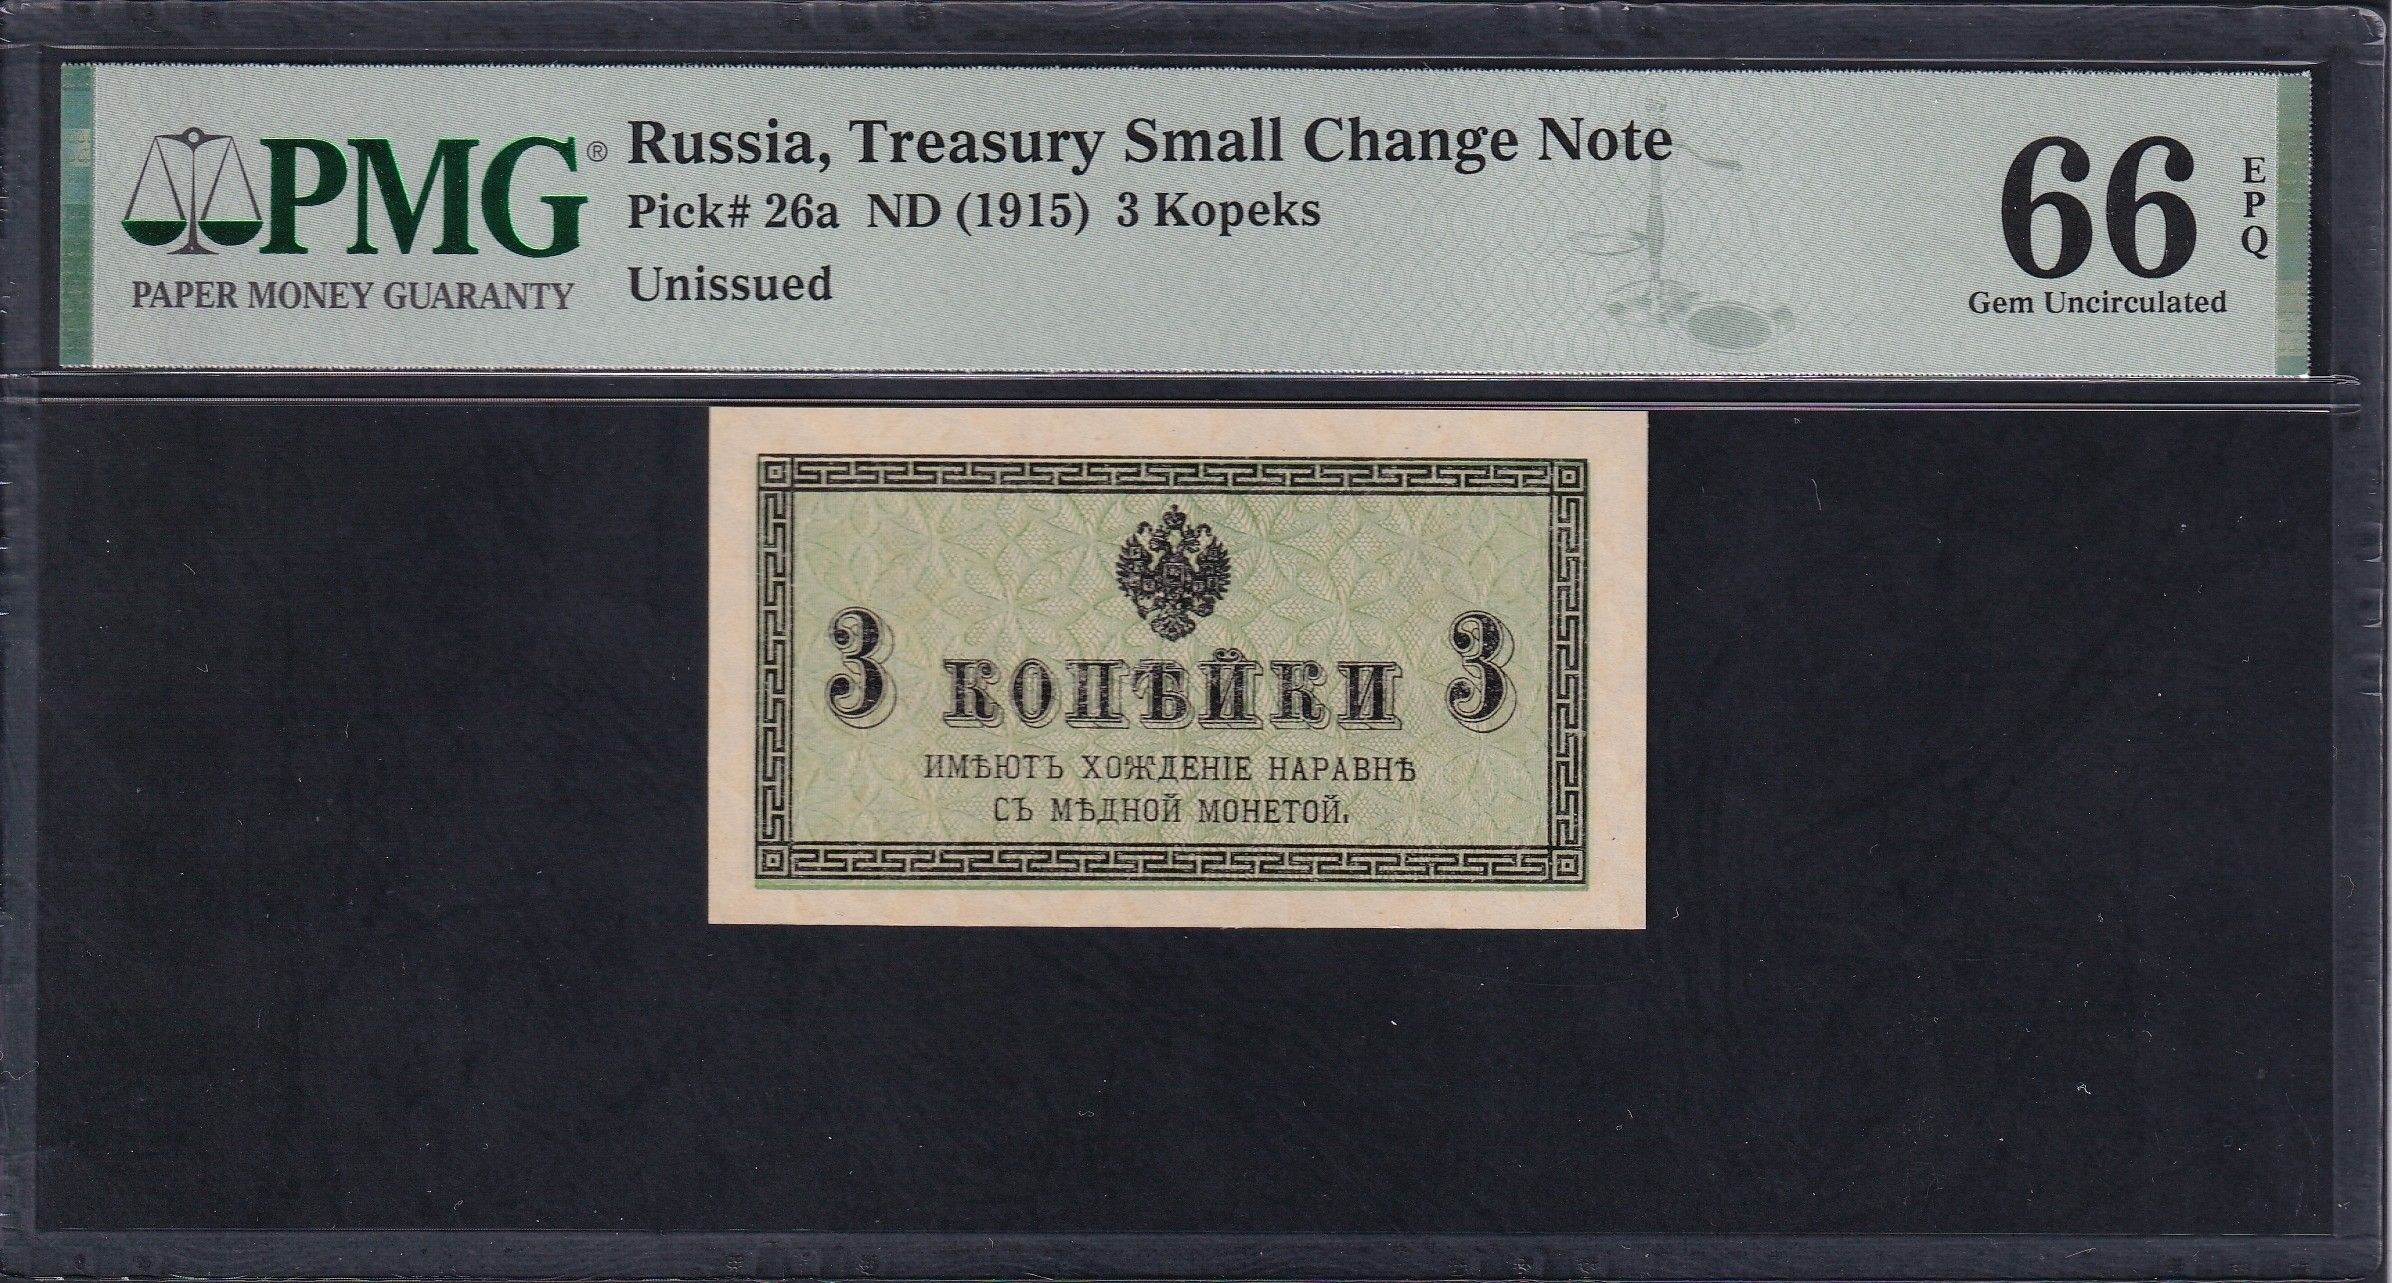 PMG®
PAPER MONEY GUARANTY
Russia, Treasury Small Change Note
Pick# 26a ND (1915) 3 Kopeks
Unissued
66
EPQ
Gem Uncirculated
3 КОПѢЙКИ 3
ИМѢЮТЪ ХОЖДЕНІЕ НАРАВНѢ
СЪ МѢДНОЙ МОНЕТОЙ.